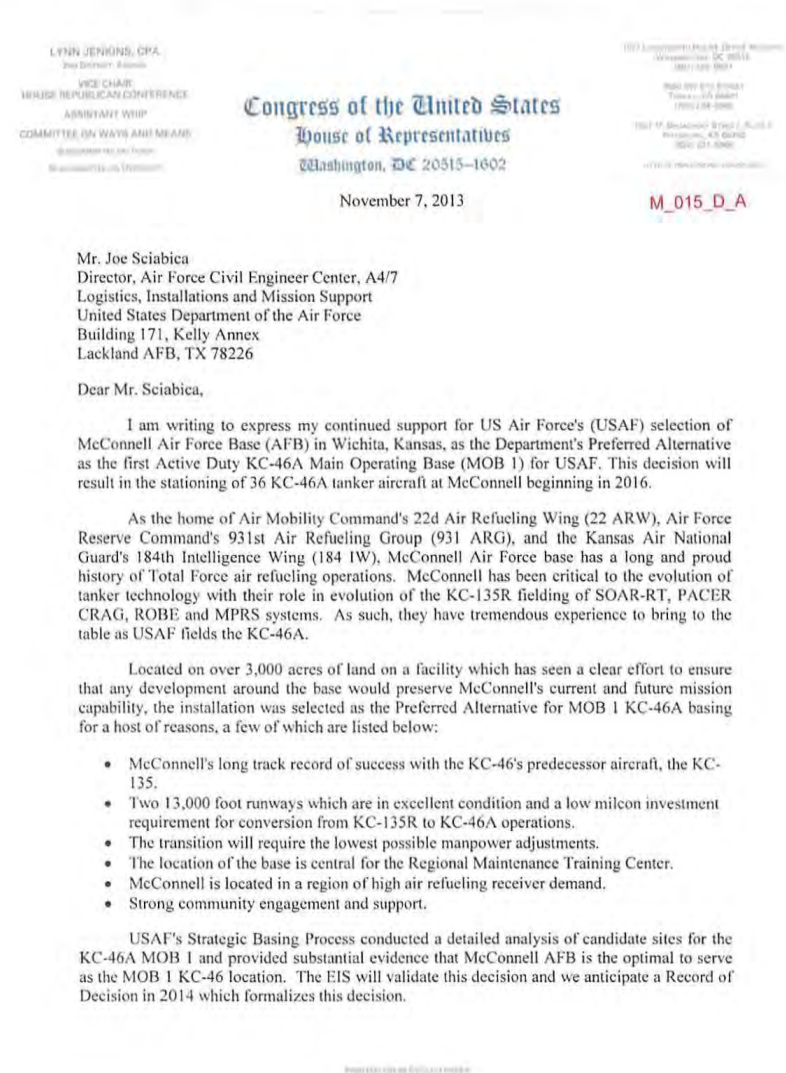 LYNN JENKINS, CPA
VICE CHAIR
HOUSE REPUBLICAN CONFERENCE
ASSISTANT WHIP
COMMITTEE ON WAYS AND MEANS
Congress of the United States
House of Representatives
Washington, DC 20515–1602
November 7, 2013
M_015_D_A
Mr. Joe Sciabica
Director, Air Force Civil Engineer Center, A4/7
Logistics, Installations and Mission Support
United States Department of the Air Force
Building 171, Kelly Annex
Lackland AFB, TX 78226
Dear Mr. Sciabica,
I am writing to express my continued support for US Air Force's (USAF) selection of
McConnell Air Force Base (AFB) in Wichita, Kansas, as the Department's Preferred Alternative
as the first Active Duty KC-46A Main Operating Base (MOB 1) for USAF. This decision will
result in the stationing of 36 KC-46A tanker aircraft at McConnell beginning in 2016.
As the home of Air Mobility Command's 22d Air Refueling Wing (22 ARW), Air Force
Reserve Command's 931st Air Refueling Group (931 ARG), and the Kansas Air National
Guard's 184th Intelligence Wing (184 IW), McConnell Air Force base has a long and proud
history of Total Force air refueling operations. McConnell has been critical to the evolution of
tanker technology with their role in evolution of the KC-135R fielding of SOAR-RT, PACER
CRAG, ROBE and MPRS systems. As such, they have tremendous experience to bring to the
table as USAF fields the KC-46A.
Located on over 3,000 acres of land on a facility which has seen a clear effort to ensure
that any development around the base would preserve McConnell's current and future mission
capability, the installation was selected as the Preferred Alternative for MOB 1 KC-46A basing
for a host of reasons, a few of which are listed below:
• McConnell's long track record of success with the KC-46's predecessor aircraft, the KC-
135.
• Two 13,000 foot runways which are in excellent condition and a low milcon investment
requirement for conversion from KC-135R to KC-46A operations.
• The transition will require the lowest possible manpower adjustments.
• The location of the base is central for the Regional Maintenance Training Center.
• McConnell is located in a region of high air refueling receiver demand.
• Strong community engagement and support.
USAF's Strategic Basing Process conducted a detailed analysis of candidate sites for the
KC-46A MOB 1 and provided substantial evidence that McConnell AFB is the optimal to serve
as the MOB 1 KC-46 location. The EIS will validate this decision and we anticipate a Record of
Decision in 2014 which formalizes this decision.